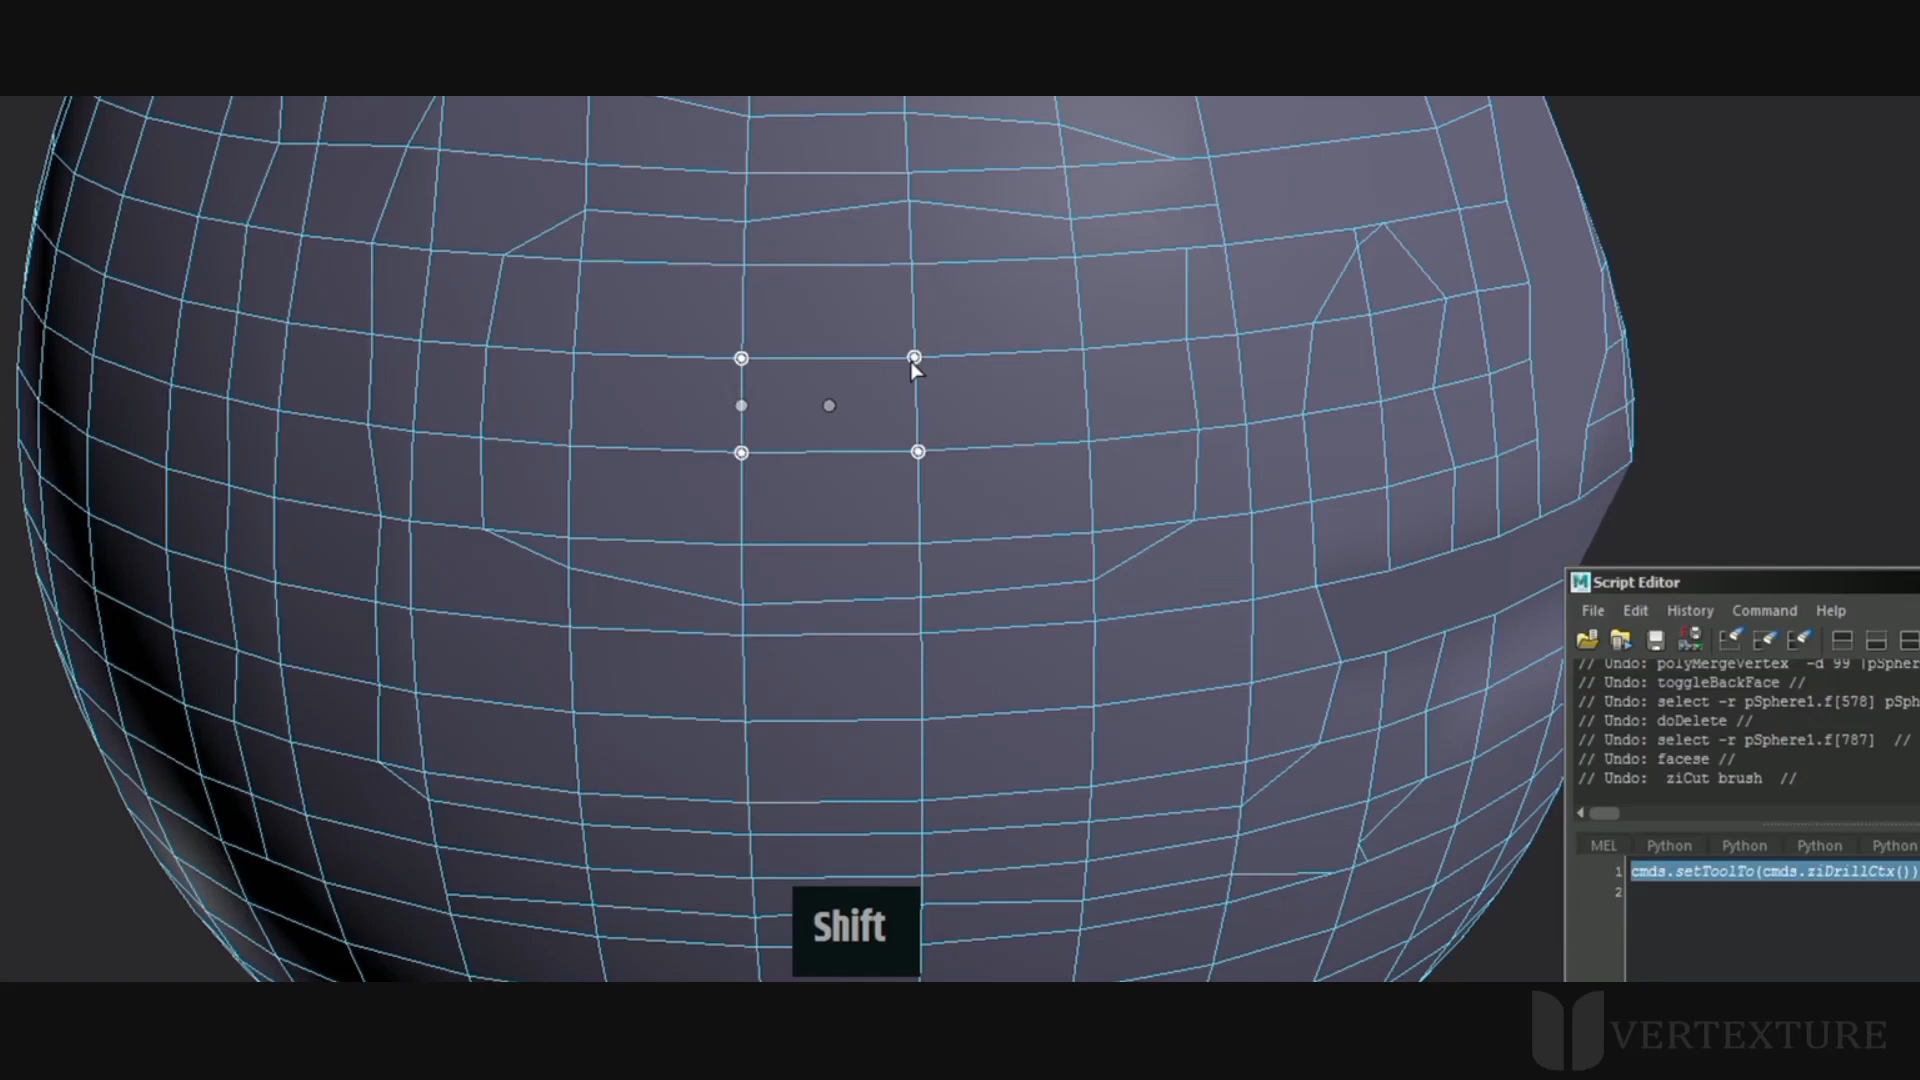 Script Editor
File Edit History Command Help
// Undo: polyMergeVertex -d 99 |pSpher
// Undo: toggleBackFace //
// Undo: select -r pSphere1.f[578] pSph
// Undo: doDelete //
// Undo: select -r pSphere1.f[787] //
// Undo: facese //
// Undo: ziCut brush //
MEL Python Python Python Python
1 cmds.setToolTo(cmds.ziDrillCtx())
2
Shift
VERTEXTURE